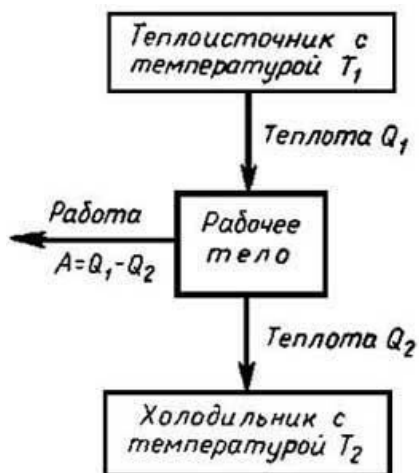 Теплоисточник с
температурой T₁
Теплота Q₁
Работа
A=Q₁-Q₂
Рабочее
тело
Теплота Q₂
Холодильник с
температурой T₂